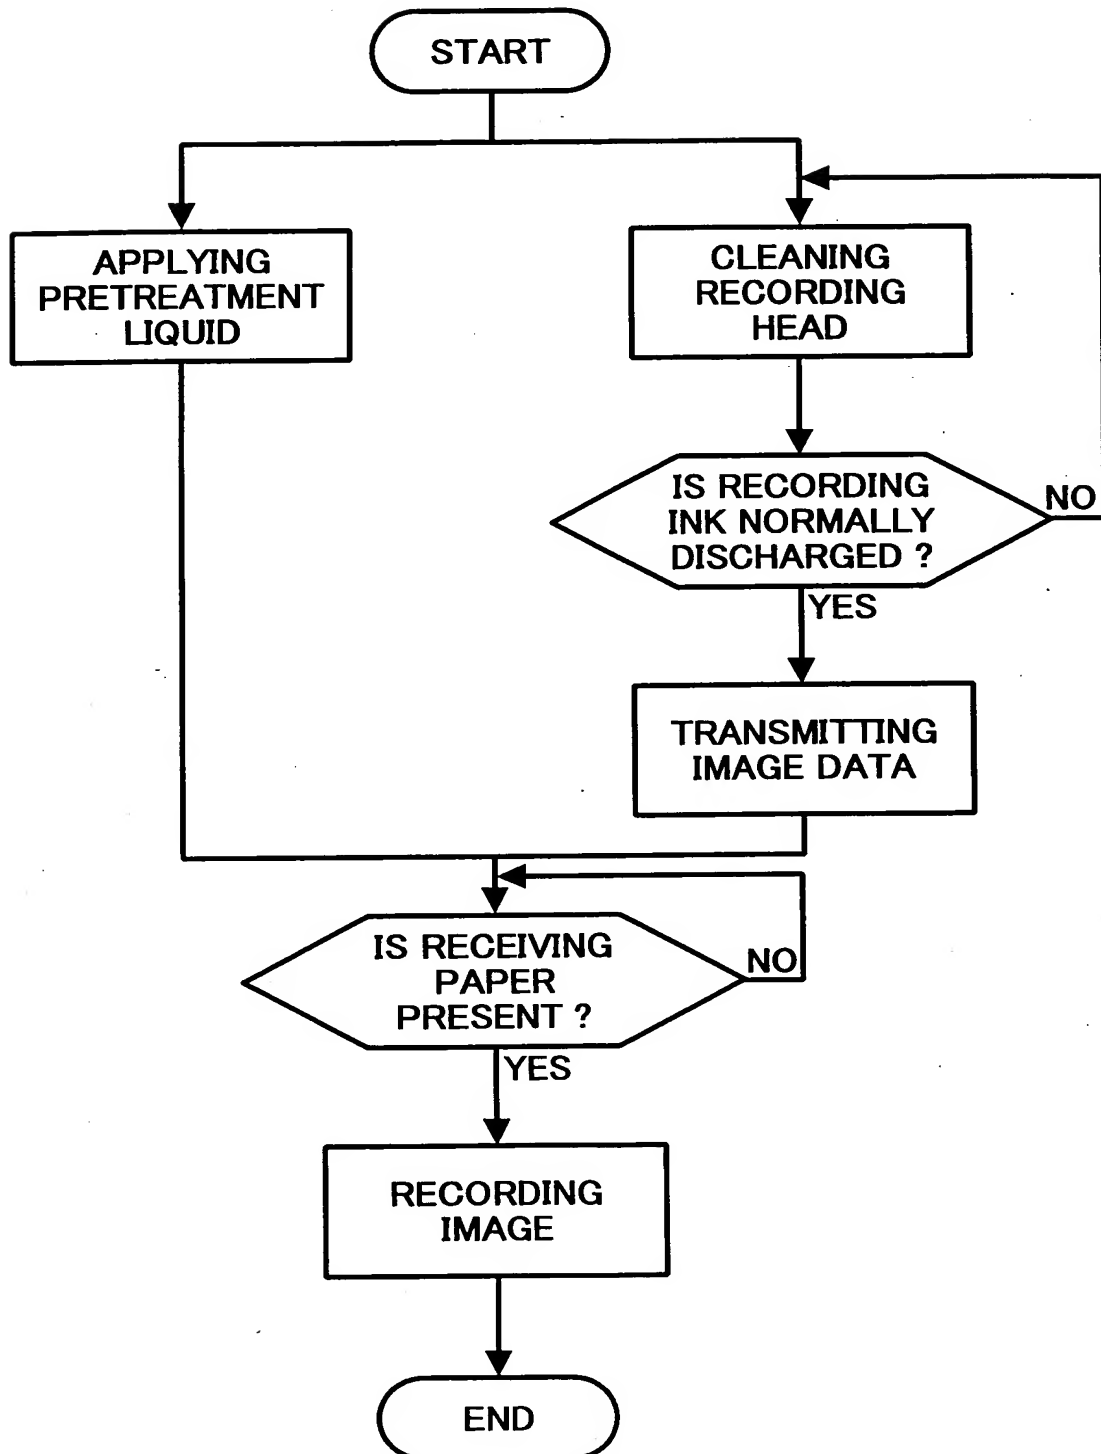 START
APPLYING
PRETREATMENT
LIQUID
CLEANING
RECORDING
HEAD
IS RECORDING
INK NORMALLY
DISCHARGED ?
NO
YES
TRANSMITTING
IMAGE DATA
IS RECEIVING
PAPER
PRESENT ?
NO
YES
RECORDING
IMAGE
END